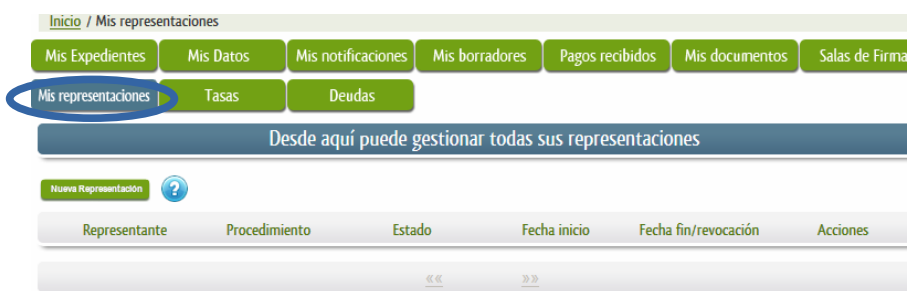 Inicio / Mis representaciones
Mis Expedientes Mis Datos Mis notificaciones Mis borradores Pagos recibidos Mis documentos Salas de Firma
Mis representaciones Tasas Deudas
Desde aquí puede gestionar todas sus representaciones
Nueva Representación ?
Representante Procedimiento Estado Fecha inicio Fecha fin/revocación Acciones
«« »»